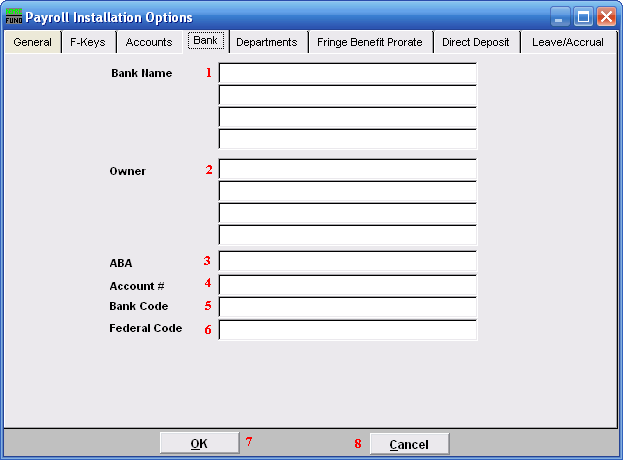 FUND Payroll Installation Options
General F-Keys Accounts Bank Departments Fringe Benefit Prorate Direct Deposit Leave/Accrual
Bank Name 1
Owner 2
ABA 3
Account # 4
Bank Code 5
Federal Code 6
OK 7 8 Cancel